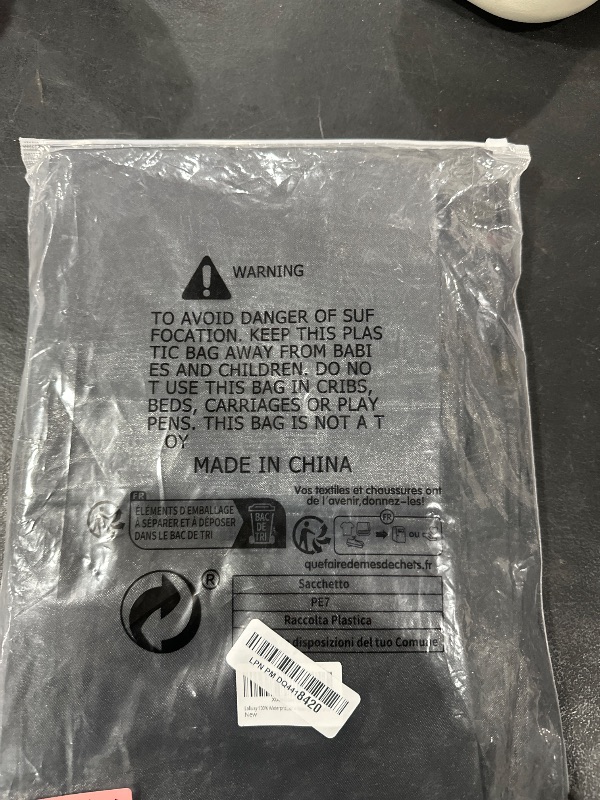 WARNING
TO AVOID DANGER OF SUF
FOCATION. KEEP THIS PLAS
TIC BAG AWAY FROM BABI
ES AND CHILDREN. DO NO
T USE THIS BAG IN CRIBS,
BEDS, CARRIAGES OR PLAY
PENS. THIS BAG IS NOT A T
OY
MADE IN CHINA
Vos textiles et chaussures ont
de l'avenir,donnez-les!
FR
ÉLÉMENTS D EMBALLAGE
À SÉPARER ET À DÉPOSER
DANS LE BAC DE TRI
BAC
DE
TRI
FR
OU
quefairedemesdechets.fr
®
Sacchetto
PE7
Raccolta Plastica
disposizioni del tuo Comune
LPN PM DQ4418420
New